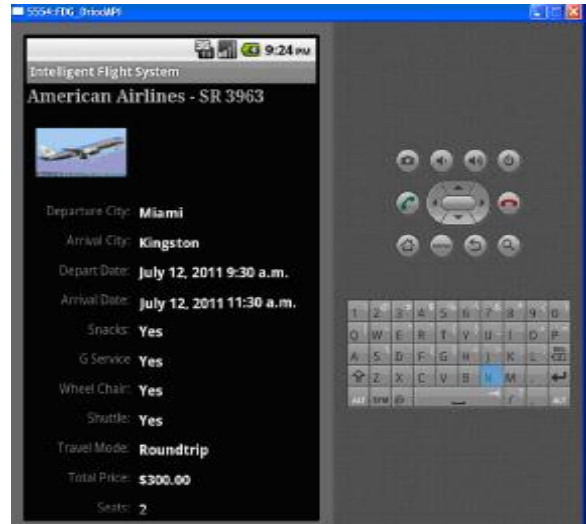 9:24 PM
Intelligent Flight System
American Airlines - SR 3963
Departure City: Miami
Arrival City: Kingston
Depart Date: July 12, 2011 9:30 a.m.
Arrival Date: July 12, 2011 11:30 a.m.
Snacks: Yes
G Service Yes
Wheel Chair: Yes
Shuttle: Yes
Travel Mode: Roundtrip
Total Price: $300.00
Seats: 2
1 2 3 4 5 6 7 8 9 0
Q W E R T Y U I O P
A S D F G H J K L
Z X C V B N M .
ALT SYM @ ALT